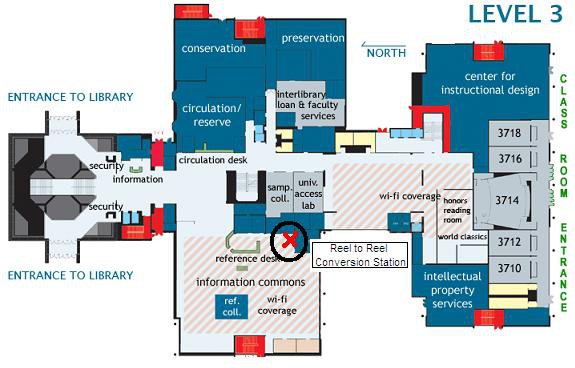 LEVEL 3
preservation
conservation
NORTH
center for
instructional design
ENTRANCE TO LIBRARY
interlibrary
loan & faculty
services
circulation/
reserve
CLASS ROOM ENTRANCE
3718
3716
security
information
circulation desk
samp.
coll.
univ.
access
lab
wi-fi coverage
honors
reading
room
3714
security
world classics
3712
reference desk
Reel to Reel
Conversion Station
3710
ENTRANCE TO LIBRARY
information commons
intellectual
property
services
ref.
coll.
wi-fi
coverage